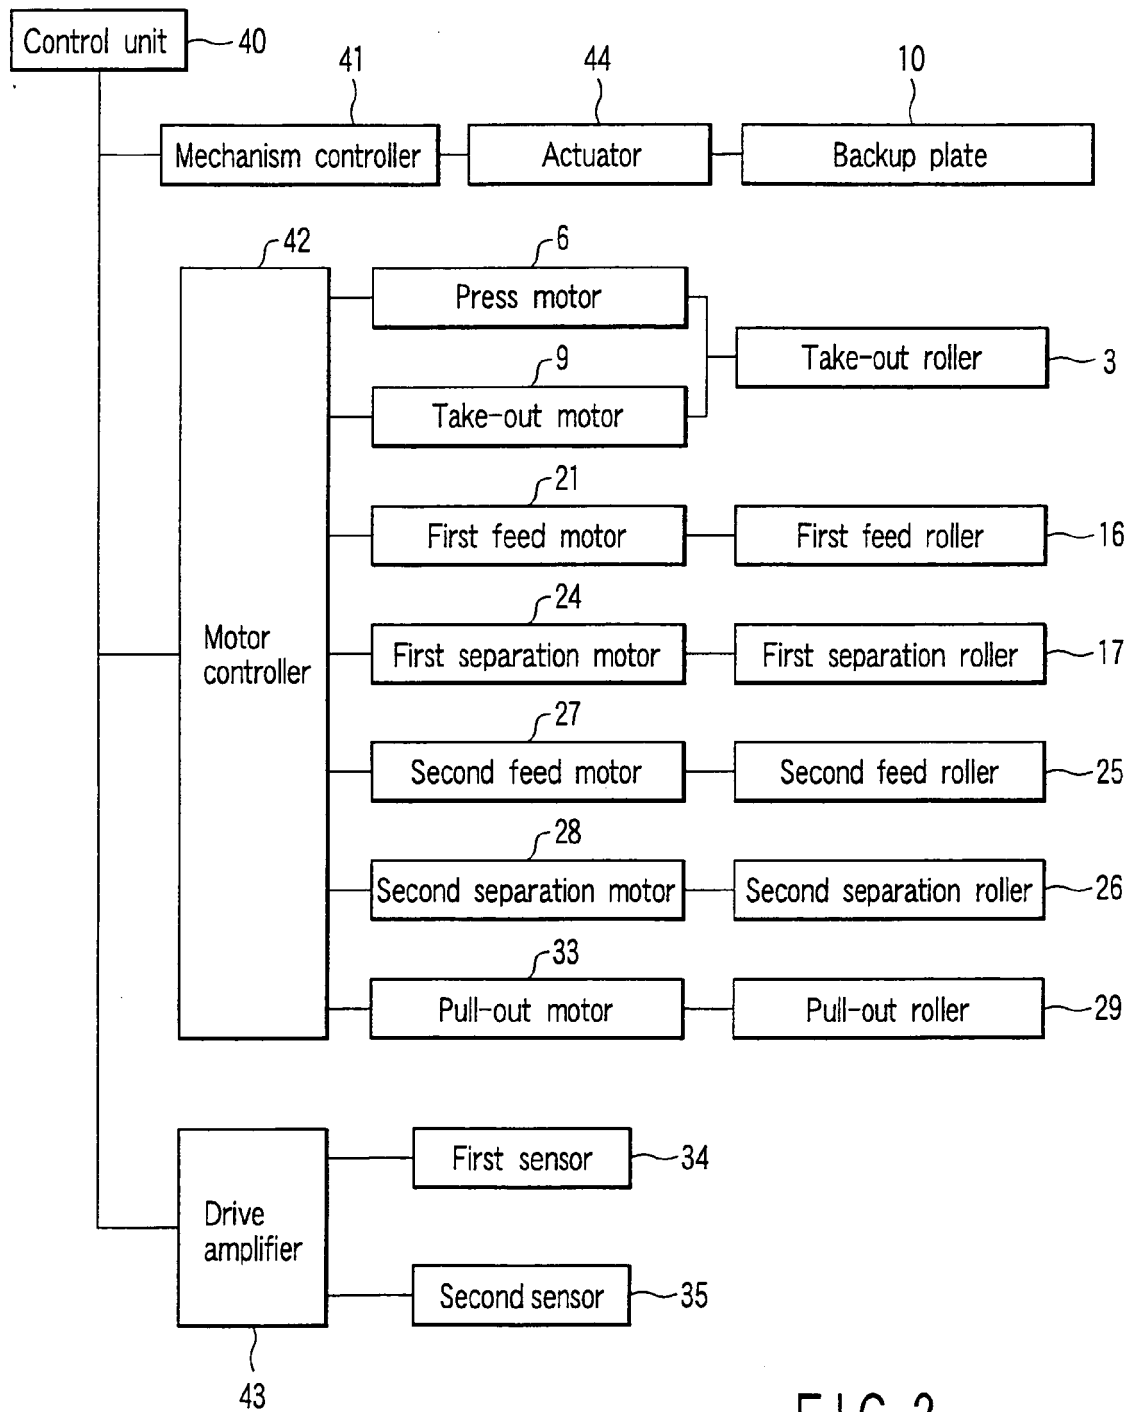 Control unit
40
41
44
10
Mechanism controller
Actuator
Backup plate
42
6
Press motor
9
Take-out roller
3
Take-out motor
21
First feed motor
First feed roller
16
24
Motor
controller
First separation motor
First separation roller
17
27
Second feed motor
Second feed roller
25
28
Second separation motor
Second separation roller
26
33
Pull-out motor
Pull-out roller
29
First sensor
34
Drive
amplifier
Second sensor
35
43